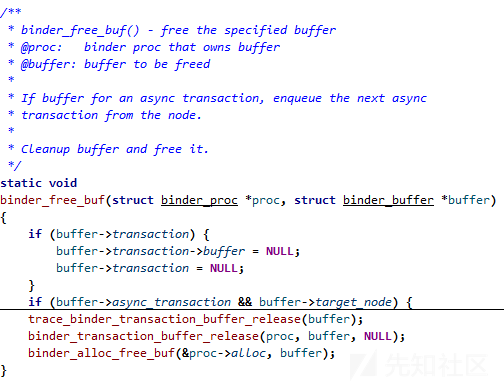 /**
 * binder_free_buf() - free the specified buffer
 * @proc:   binder proc that owns buffer
 * @buffer: buffer to be freed
 *
 * If buffer for an async transaction, enqueue the next async
 * transaction from the node.
 *
 * Cleanup buffer and free it.
 */
static void
binder_free_buf(struct binder_proc *proc, struct binder_buffer *buffer)
{
    if (buffer->transaction) {
        buffer->transaction->buffer = NULL;
        buffer->transaction = NULL;
    }
    if (buffer->async_transaction && buffer->target_node) {
    trace_binder_transaction_buffer_release(buffer);
    binder_transaction_buffer_release(proc, buffer, NULL);
    binder_alloc_free_buf(&proc->alloc, buffer);
}
先知社区